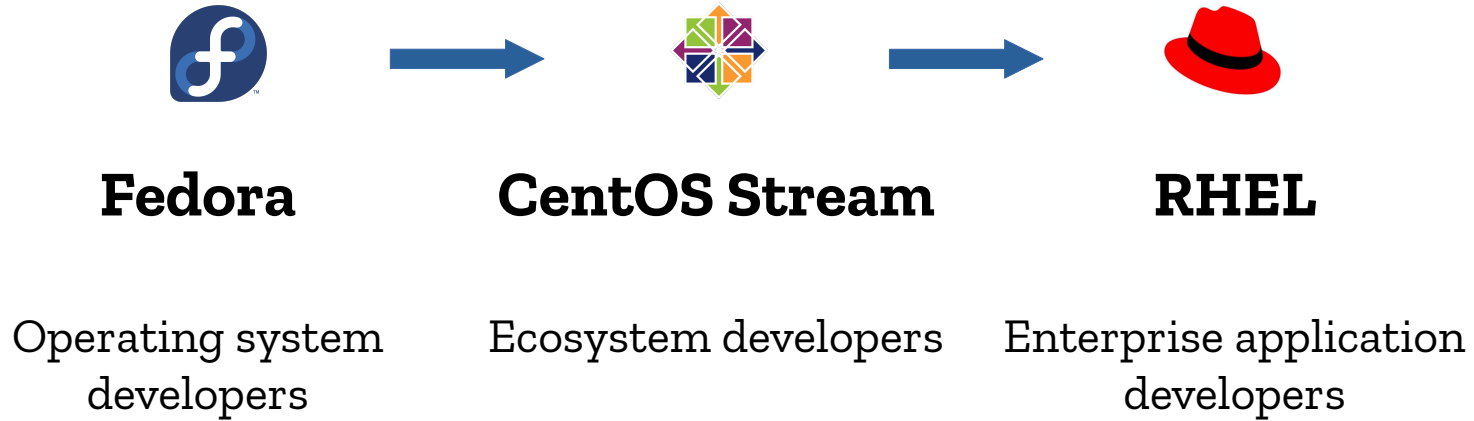 Fedora
CentOS Stream
RHEL
Operating system
developers
Ecosystem developers
Enterprise application
developers